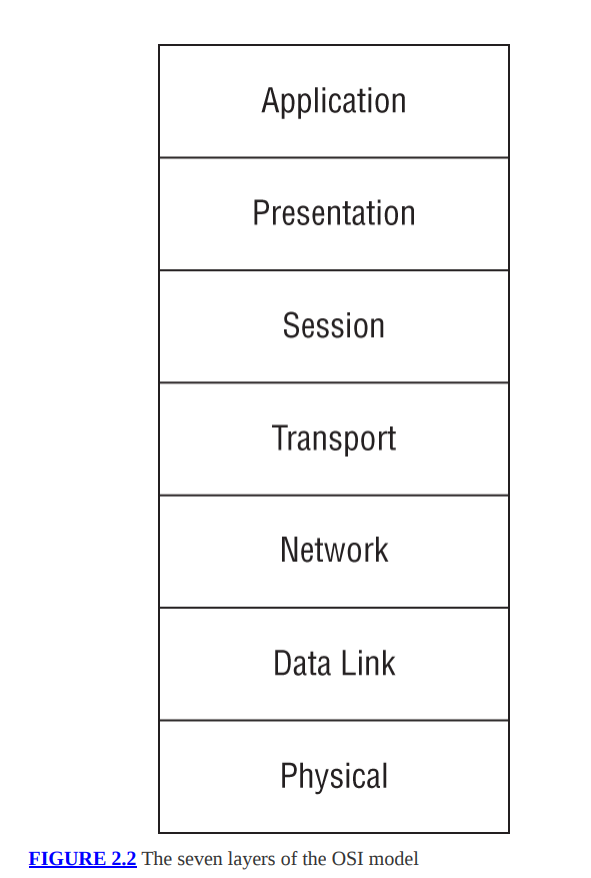 Application
Presentation
Session
Transport
Network
Data Link
Physical
FIGURE 2.2 The seven layers of the OSI model